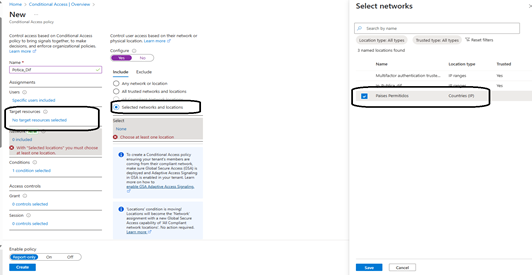 Home > Conditional Access | Overview >
New
Conditional Access policy
Control access based on Conditional Access
policy to bring signals together, to make
decisions, and enforce organizational policies.
Learn more
Name *
Assignments
Users
Specific users included
Target resources
No target resources selected
0 included
With "Selected locations" you must choose
at least one location.
Conditions
1 condition selected
Access controls
Grant
0 controls selected
Session
0 controls selected
Enable policy
Report-only On Off
Create
Control user access based on their network or
physical location. Learn more
Configure
Yes No
Include Exclude
Any network or location
All trusted networks and locations
Selected networks and locations
Select
None
Choose at least one location
To create a Conditional Access policy
ensuring your tenant's members are
coming from their compliant network,
make sure Global Secure Access (GSA) is
deployed and Adaptive Access Signaling
in GSA is enabled in your tenant. Learn
more on how to
enable GSA Adaptive Access Signaling
'Locations' condition is moving!
Locations will become the 'Network'
assignment with a new Global Secure
Access capability of 'All Compliant
network locations'. No action required.
Learn more
Select networks
Search by name
Location type: All types Trusted type: All types Reset filters
3 named locations found
Name Location type Trusted
Multifactor authentication truste... IP ranges Yes
IP ranges Yes
Paises Permitidos Countries (IP)
Save Cancel